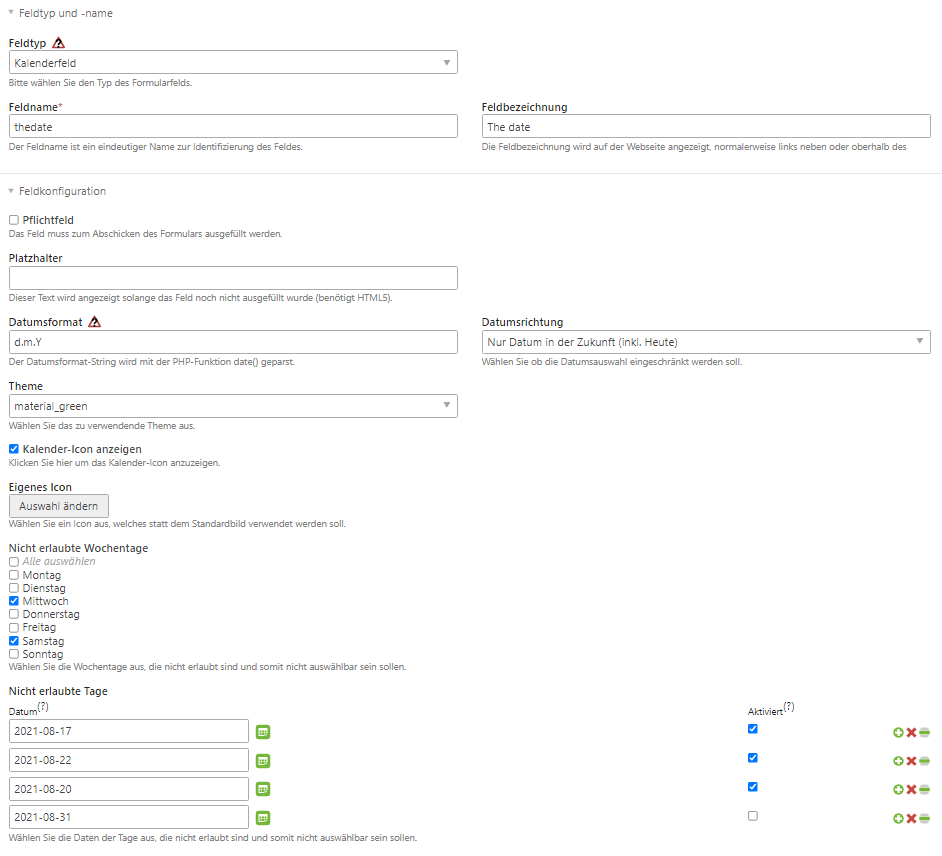 Feldtyp und -name
Feldtyp
Kalenderfeld
Bitte wählen Sie den Typ des Formularfelds.
Feldname* Feldbezeichnung
thedate The date
Der Feldname ist ein eindeutiger Name zur Identifizierung des Feldes. Die Feldbezeichnung wird auf der Webseite angezeigt, normalerweise links neben oder oberhalb des
Feldkonfiguration
Pflichtfeld
Das Feld muss zum Abschicken des Formulars ausgefüllt werden.
Platzhalter
Dieser Text wird angezeigt solange das Feld noch nicht ausgefüllt wurde (benötigt HTML5).
Datumsformat Datumsrichtung
d.m.Y Nur Datum in der Zukunft (inkl. Heute)
Der Datumsformat-String wird mit der PHP-Funktion date() geparst. Wählen Sie ob die Datumsauswahl eingeschränkt werden soll.
Theme
material_green
Wählen Sie das zu verwendende Theme aus.
Kalender-Icon anzeigen
Klicken Sie hier um das Kalender-Icon anzuzeigen.
Eigenes Icon
Auswahl ändern
Wählen Sie ein Icon aus, welches statt dem Standardbild verwendet werden soll.
Nicht erlaubte Wochentage
Alle auswählen
Montag
Dienstag
Mittwoch
Donnerstag
Freitag
Samstag
Sonntag
Wählen Sie die Wochentage aus, die nicht erlaubt sind und somit nicht auswählbar sein sollen.
Nicht erlaubte Tage
Datum(?) Aktiviert(?)
2021-08-17
2021-08-22
2021-08-20
2021-08-31
Wählen Sie die Daten der Tage aus, die nicht erlaubt sind und somit nicht auswählbar sein sollen.